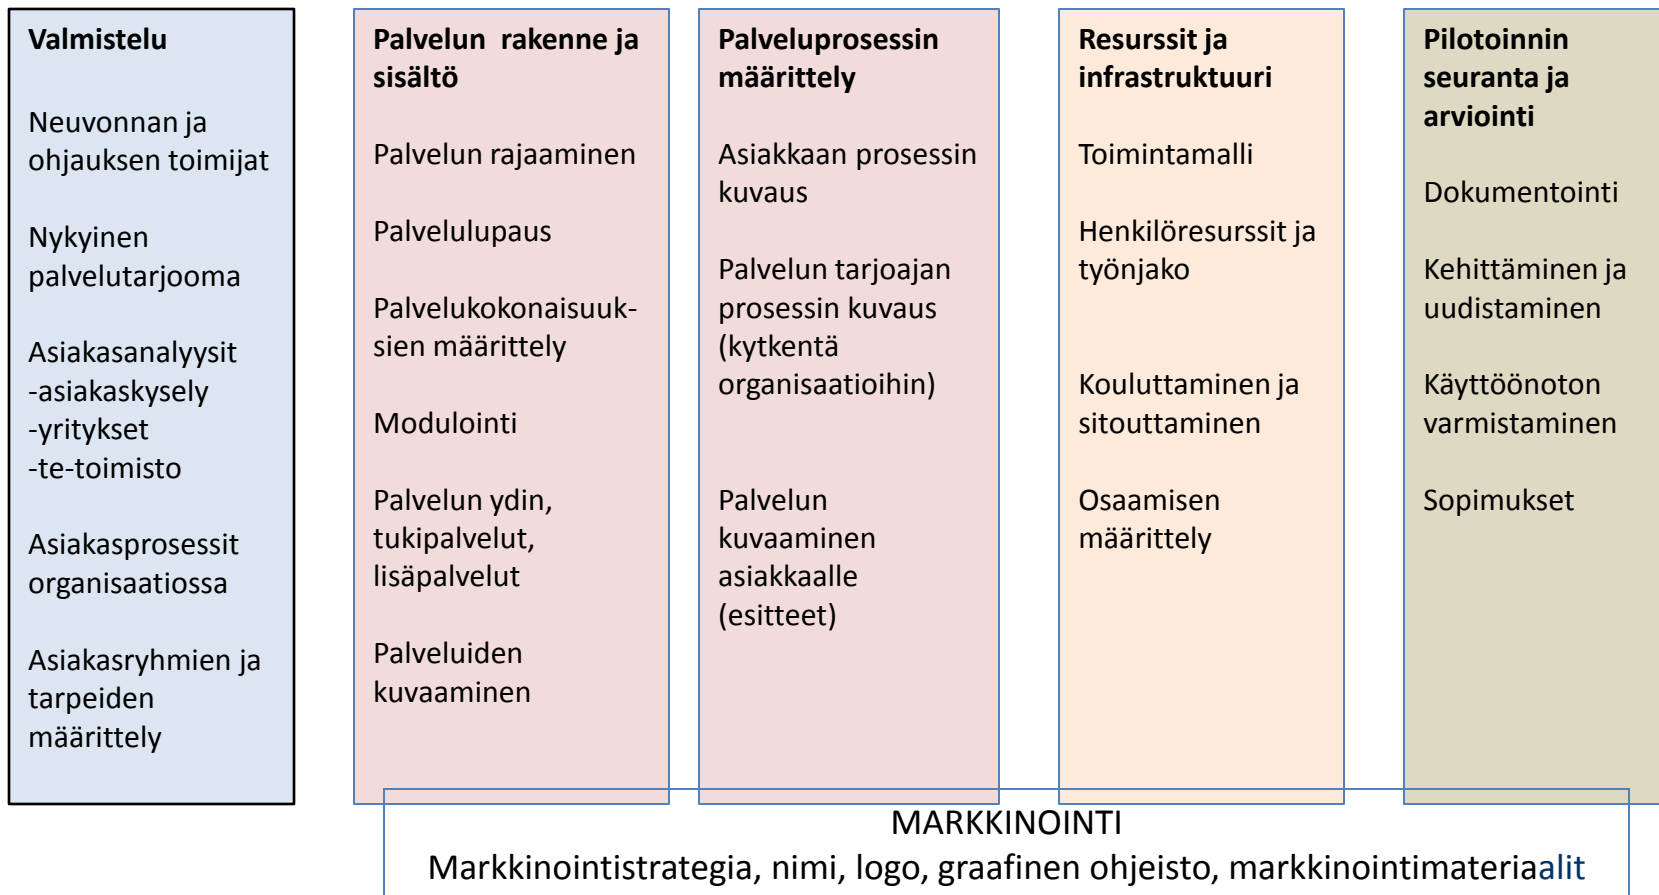 Valmistelu
Neuvonnan ja
ohjauksen toimijat
Nykyinen
palvelutarjooma
Asiakasanalyysit
-asiakaskysely
-yritykset
-te-toimisto
Asiakasprosessit
organisaatiossa
Asiakasryhmien ja
tarpeiden
määrittely
Palvelun rakenne ja
sisältö
Palvelun rajaaminen
Palvelulupaus
Palvelukokonaisuuk-
sien määrittely
Modulointi
Palvelun ydin,
tukipalvelut,
lisäpalvelut
Palveluiden
kuvaaminen
Palveluprosessin
määrittely
Asiakkaan prosessin
kuvaus
Palvelun tarjoajan
prosessin kuvaus
(kytkentä
organisaatioihin)
Palvelun
kuvaaminen
asiakkaalle
(esitteet)
Resurssit ja
infrastruktuuri
Toimintamalli
Henkilöresurssit ja
työnjako
Kouluttaminen ja
sitouttaminen
Osaamisen
määrittely
Pilotoinnin
seuranta ja
arviointi
Dokumentointi
Kehittäminen ja
uudistaminen
Käyttöönoton
varmistaminen
Sopimukset
MARKKINOINTI
Markkinointistrategia, nimi, logo, graafinen ohjeisto, markkinointimateriaalit